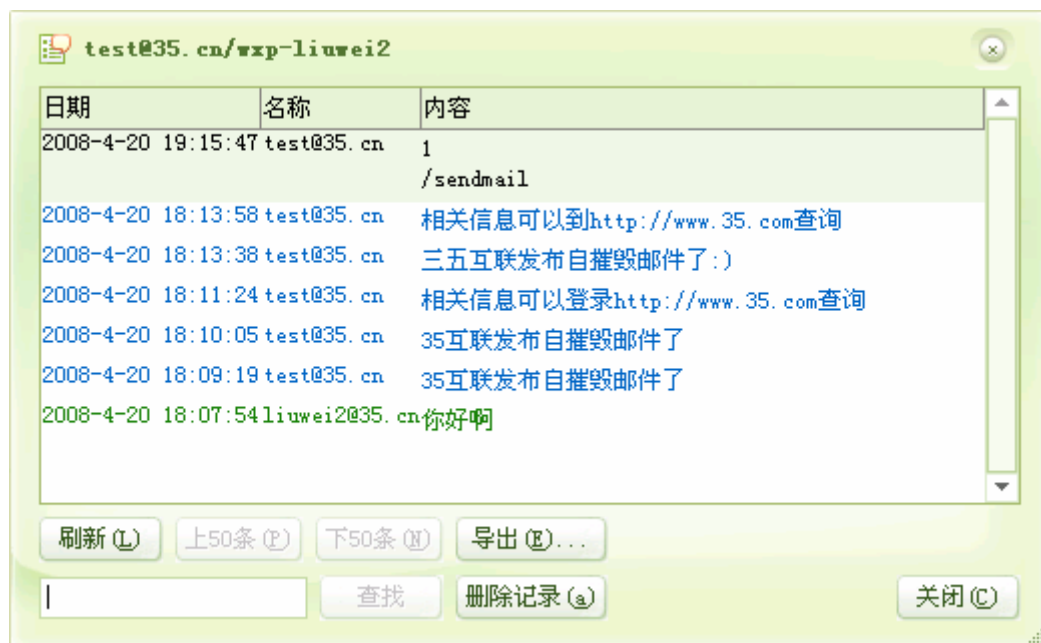 test@35.cn/wxp-liuwei2
日期 名称 内容
2008-4-20 19:15:47 test@35.cn 1
/sendmail
2008-4-20 18:13:58 test@35.cn 相关信息可以到http://www.35.com查询
2008-4-20 18:13:38 test@35.cn 三五互联发布自摧毁邮件了:)
2008-4-20 18:11:24 test@35.cn 相关信息可以登录http://www.35.com查询
2008-4-20 18:10:05 test@35.cn 35互联发布自摧毁邮件了
2008-4-20 18:09:19 test@35.cn 35互联发布自摧毁邮件了
2008-4-20 18:07:54 liuwei2@35.cn 你好啊
刷新(L) 上50条(P) 下50条(N) 导出(E)...
查找 删除记录(a) 关闭(C)